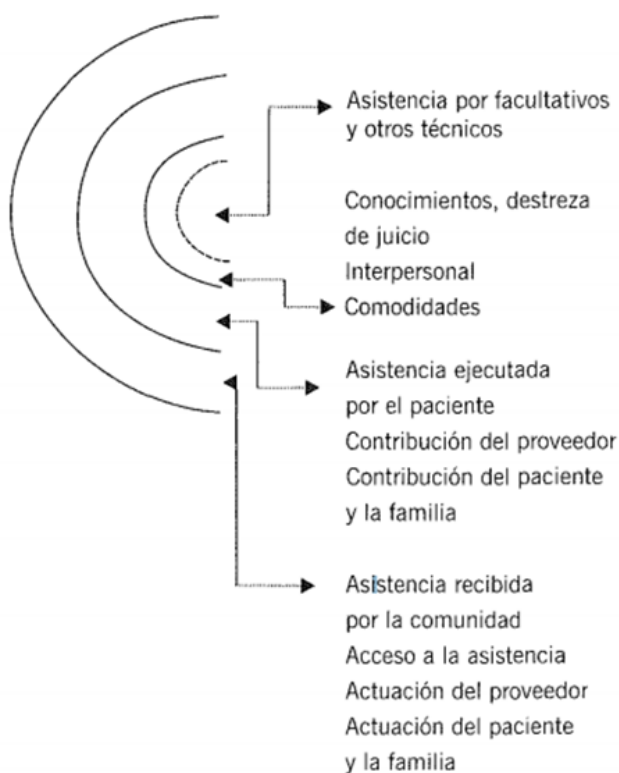 Asistencia por facultativos
y otros técnicos
Conocimientos, destreza
de juicio
Interpersonal
Comodidades
Asistencia ejecutada
por el paciente
Contribución del proveedor
Contribución del paciente
y la familia
Asistencia recibida
por la comunidad
Acceso a la asistencia
Actuación del proveedor
Actuación del paciente
y la familia